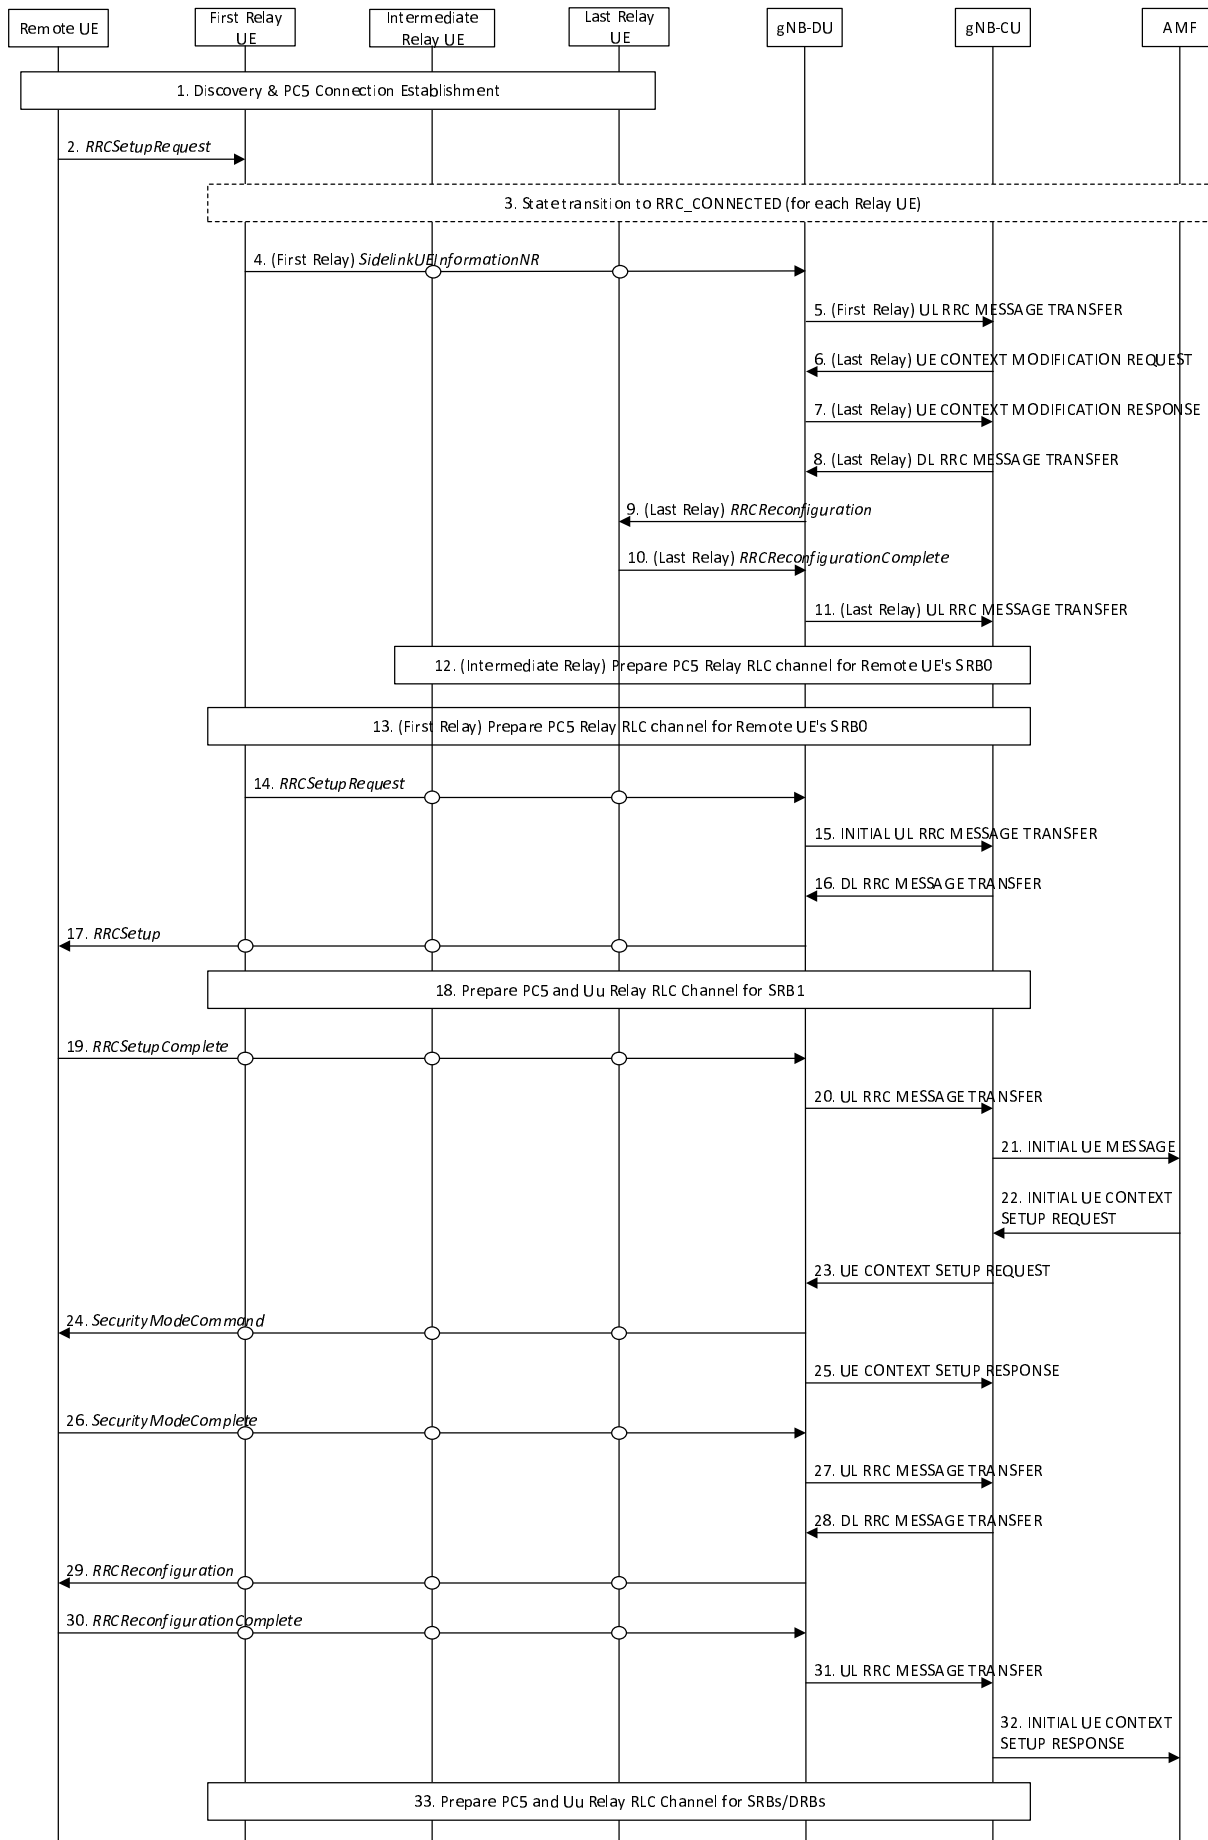 Remote UE
First Relay
UE
Intermediate
Relay UE
Last Relay
UE
gNB-DU
gNB-CU
AMF
1. Discovery & PC5 Connection Establishment
2. RRCSetupRequest
3. State transition to RRC_CONNECTED (for each Relay UE)
4. (First Relay) SidelinkUEInformationNR
5. (First Relay) UL RRC MESSAGE TRANSFER
6. (Last Relay) UE CONTEXT MODIFICATION REQUEST
7. (Last Relay) UE CONTEXT MODIFICATION RESPONSE
8. (Last Relay) DL RRC MESSAGE TRANSFER
9. (Last Relay) RRCReconfiguration
10. (Last Relay) RRCReconfigurationComplete
11. (Last Relay) UL RRC MESSAGE TRANSFER
12. (Intermediate Relay) Prepare PC5 Relay RLC channel for Remote UE's SRB0
13. (First Relay) Prepare PC5 Relay RLC channel for Remote UE's SRB0
14. RRCSetupRequest
15. INITIAL UL RRC MESSAGE TRANSFER
16. DL RRC MESSAGE TRANSFER
17. RRCSetup
18. Prepare PC5 and Uu Relay RLC Channel for SRB1
19. RRCSetupComplete
20. UL RRC MESSAGE TRANSFER
21. INITIAL UE MESSAGE
22. INITIAL UE CONTEXT
SETUP REQUEST
23. UE CONTEXT SETUP REQUEST
24. SecurityModeCommand
25. UE CONTEXT SETUP RESPONSE
26. SecurityModeComplete
27. UL RRC MESSAGE TRANSFER
28. DL RRC MESSAGE TRANSFER
29. RRCReconfiguration
30. RRCReconfigurationComplete
31. UL RRC MESSAGE TRANSFER
32. INITIAL UE CONTEXT
SETUP RESPONSE
33. Prepare PC5 and Uu Relay RLC Channel for SRBs/DRBs